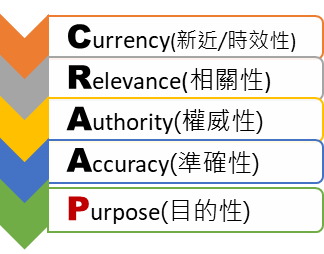 Currency(新近/時效性)
Relevance(相關性)
Authority(權威性)
Accuracy(準確性)
Purpose(目的性)